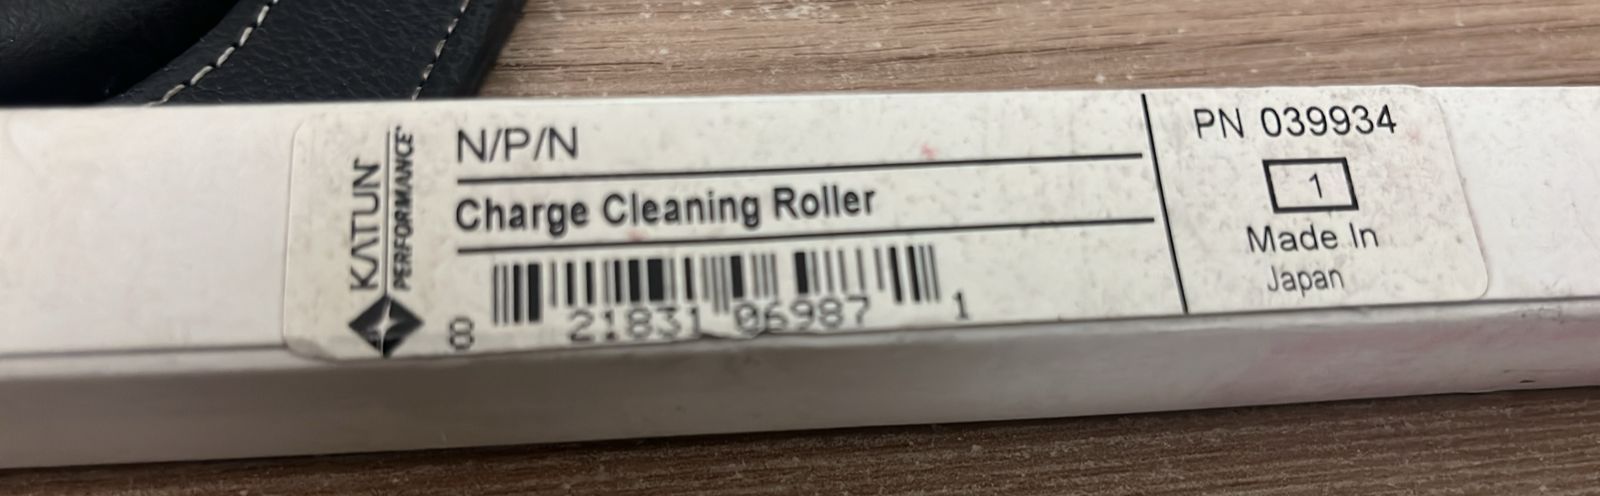 KATUN
PERFORMANCE
N/P/N
Charge Cleaning Roller
8 21831 06987 1
PN 039934
1
Made In
Japan